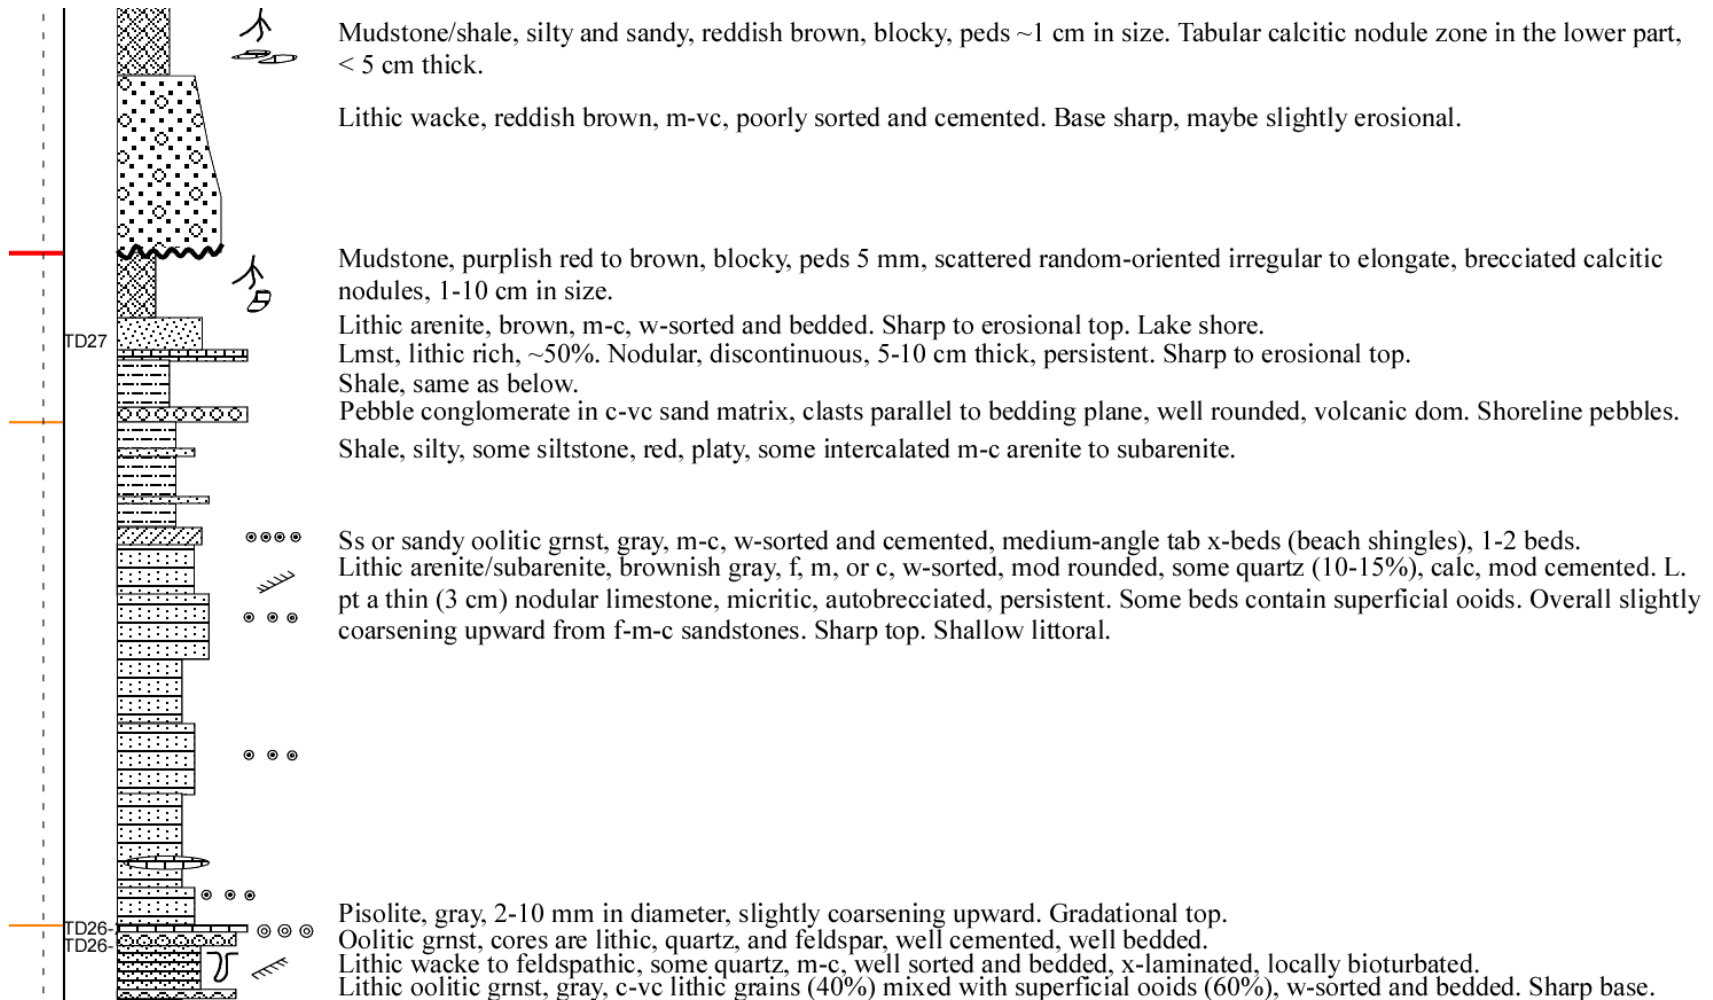 Mudstone/shale, silty and sandy, reddish brown, blocky, peds ~1 cm in size. Tabular calcitic nodule zone in the lower part,
< 5 cm thick.
Lithic wacke, reddish brown, m-vc, poorly sorted and cemented. Base sharp, maybe slightly erosional.
Mudstone, purplish red to brown, blocky, peds 5 mm, scattered random-oriented irregular to elongate, brecciated calcitic
nodules, 1-10 cm in size.
Lithic arenite, brown, m-c, w-sorted and bedded. Sharp to erosional top. Lake shore.
TD27
Lmst, lithic rich, ~50%. Nodular, discontinuous, 5-10 cm thick, persistent. Sharp to erosional top.
Shale, same as below.
Pebble conglomerate in c-vc sand matrix, clasts parallel to bedding plane, well rounded, volcanic dom. Shoreline pebbles.
Shale, silty, some siltstone, red, platy, some intercalated m-c arenite to subarenite.
Ss or sandy oolitic grnst, gray, m-c, w-sorted and cemented, medium-angle tab x-beds (beach shingles), 1-2 beds.
Lithic arenite/subarenite, brownish gray, f, m, or c, w-sorted, mod rounded, some quartz (10-15%), calc, mod cemented. L.
pt a thin (3 cm) nodular limestone, micritic, autobrecciated, persistent. Some beds contain superficial ooids. Overall slightly
coarsening upward from f-m-c sandstones. Sharp top. Shallow littoral.
Pisolite, gray, 2-10 mm in diameter, slightly coarsening upward. Gradational top.
TD26-
Oolitic grnst, cores are lithic, quartz, and feldspar, well cemented, well bedded.
TD26-
Lithic wacke to feldspathic, some quartz, m-c, well sorted and bedded, x-laminated, locally bioturbated.
Lithic oolitic grnst, gray, c-vc lithic grains (40%) mixed with superficial ooids (60%), w-sorted and bedded. Sharp base.